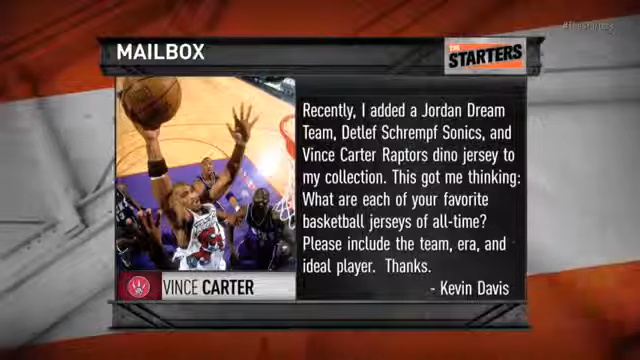 #TheStarters
MAILBOX
THE
STARTERS
Recently, I added a Jordan Dream
Team, Detlef Schrempf Sonics, and
Vince Carter Raptors dino jersey to
my collection. This got me thinking:
What are each of your favorite
basketball jerseys of all-time?
Please include the team, era, and
ideal player. Thanks.
- Kevin Davis
VINCE CARTER